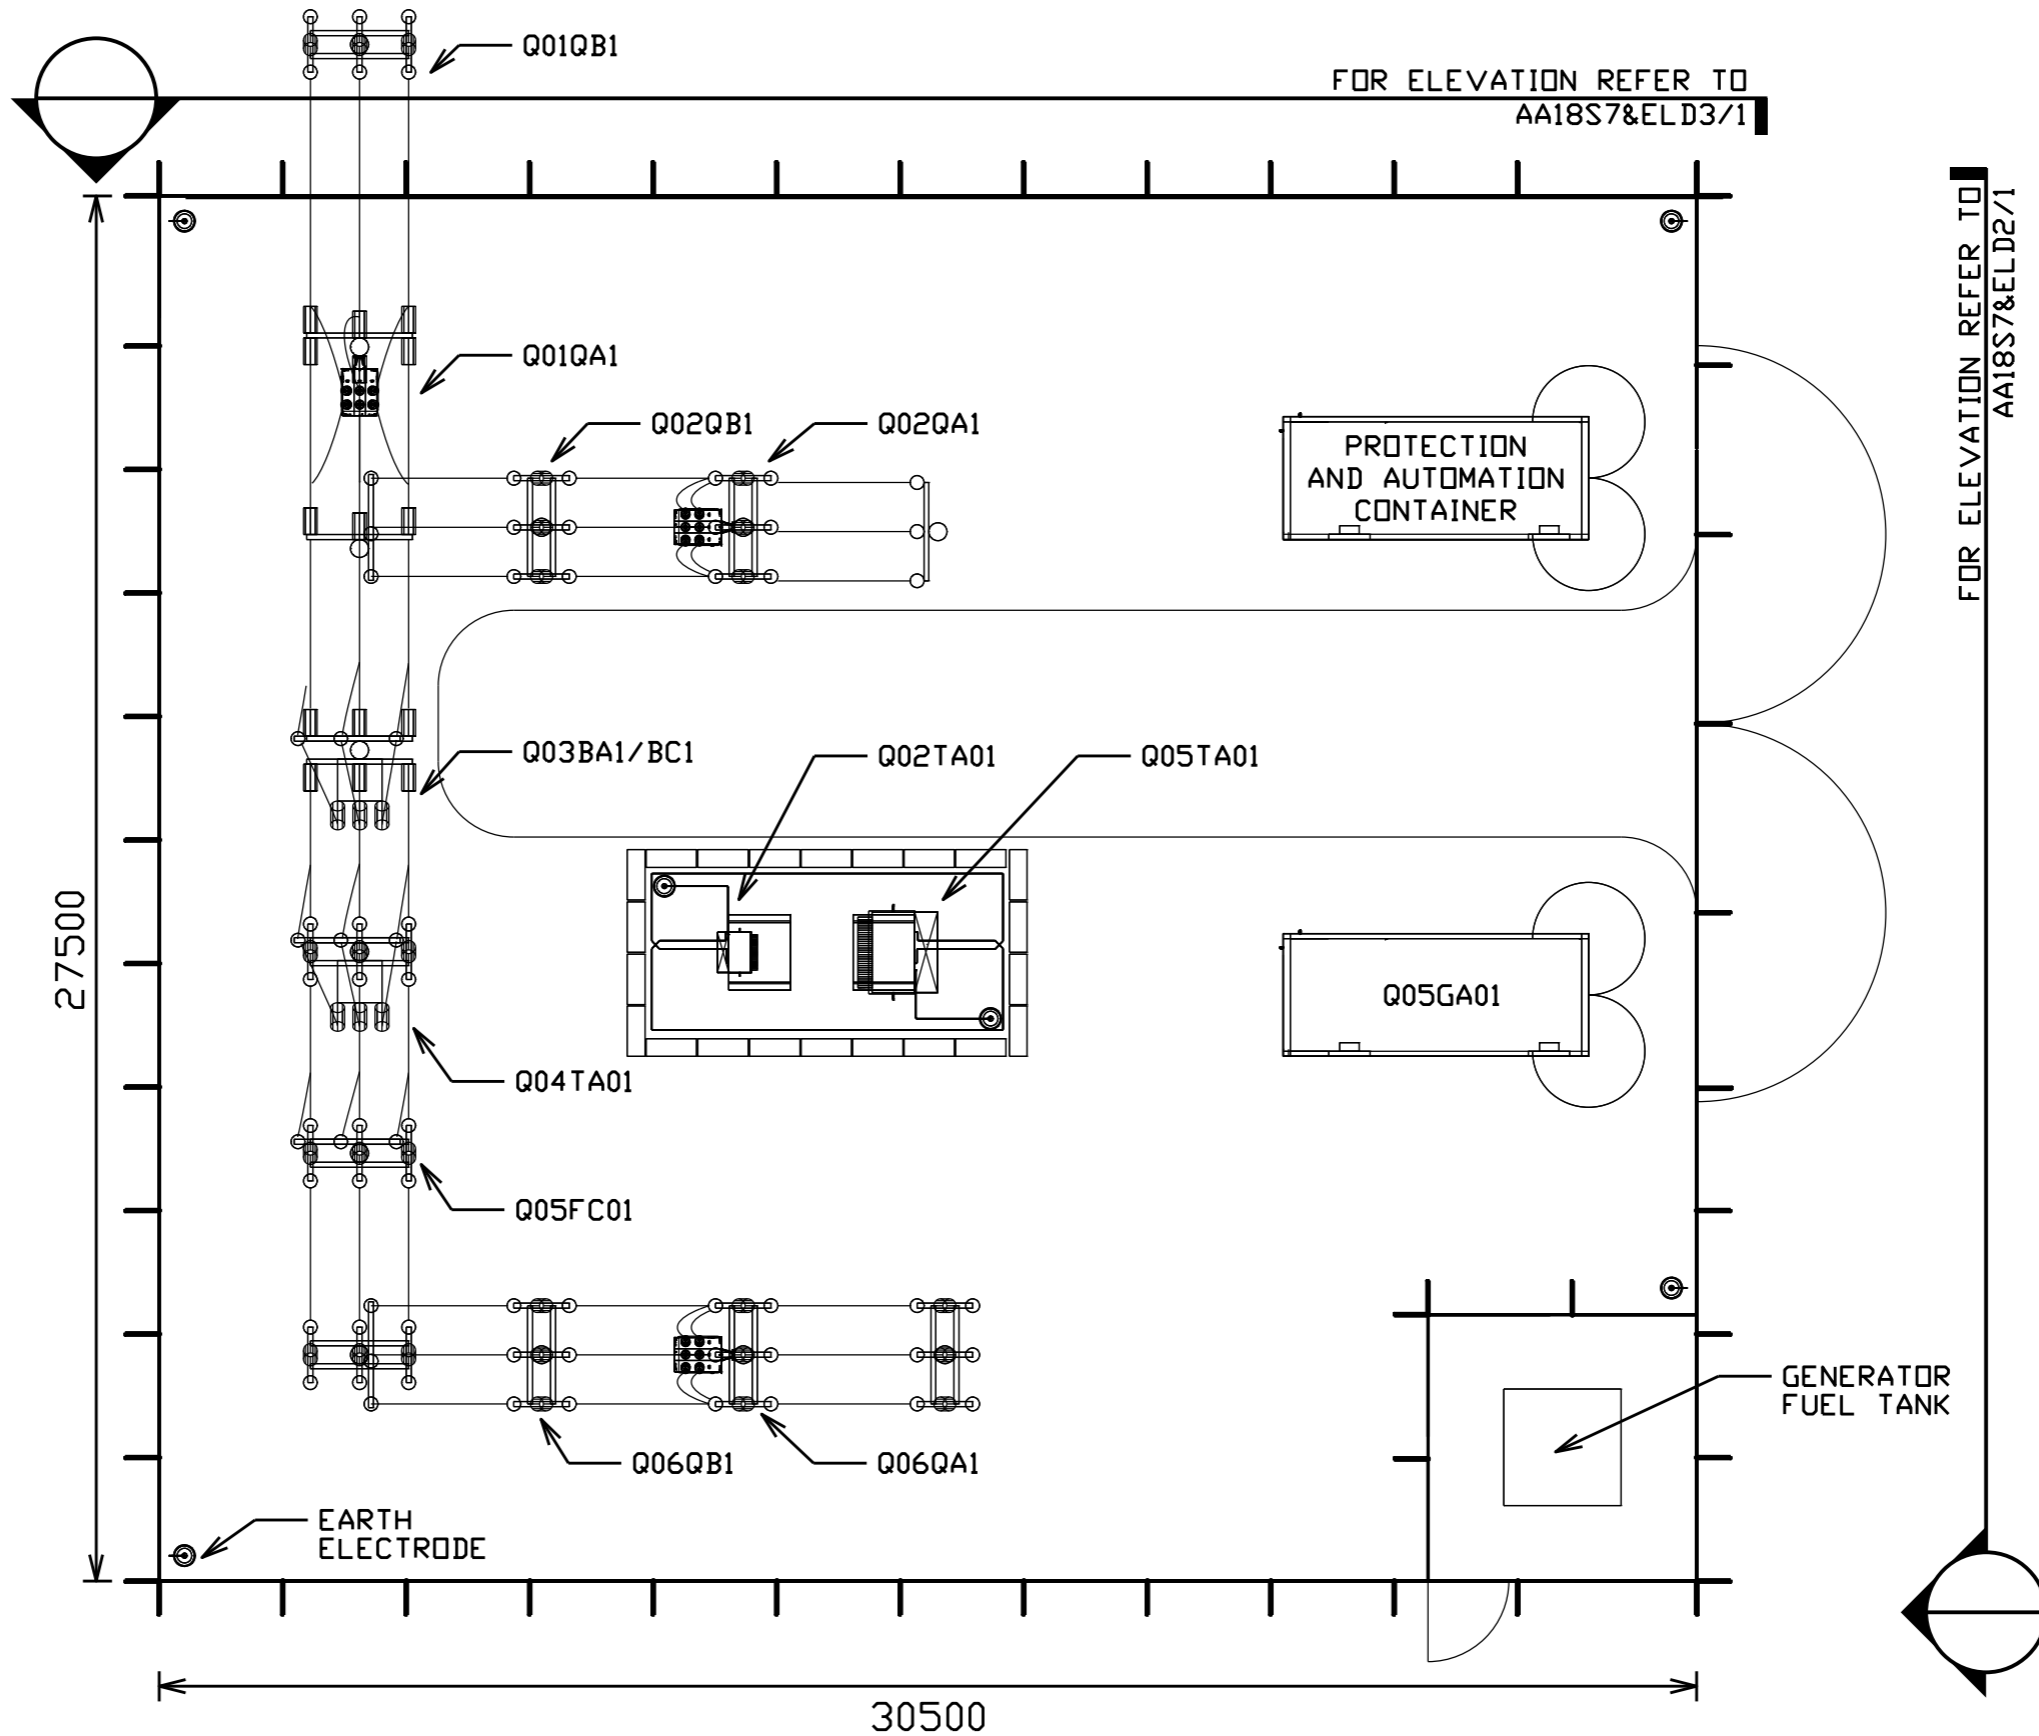 Q01QB1
FOR ELEVATION REFER TO
AA18S7&ELD3/1
FOR ELEVATION REFER TO
AA18S7&ELD2/1
Q01QA1
Q02QB1
Q02QA1
PROTECTION
AND AUTOMATION
CONTAINER
Q03BA1/BC1
Q02TA01
Q05TA01
27500
Q05GA01
Q04TA01
Q05FC01
GENERATOR
FUEL TANK
Q06QB1
Q06QA1
EARTH
ELECTRODE
30500